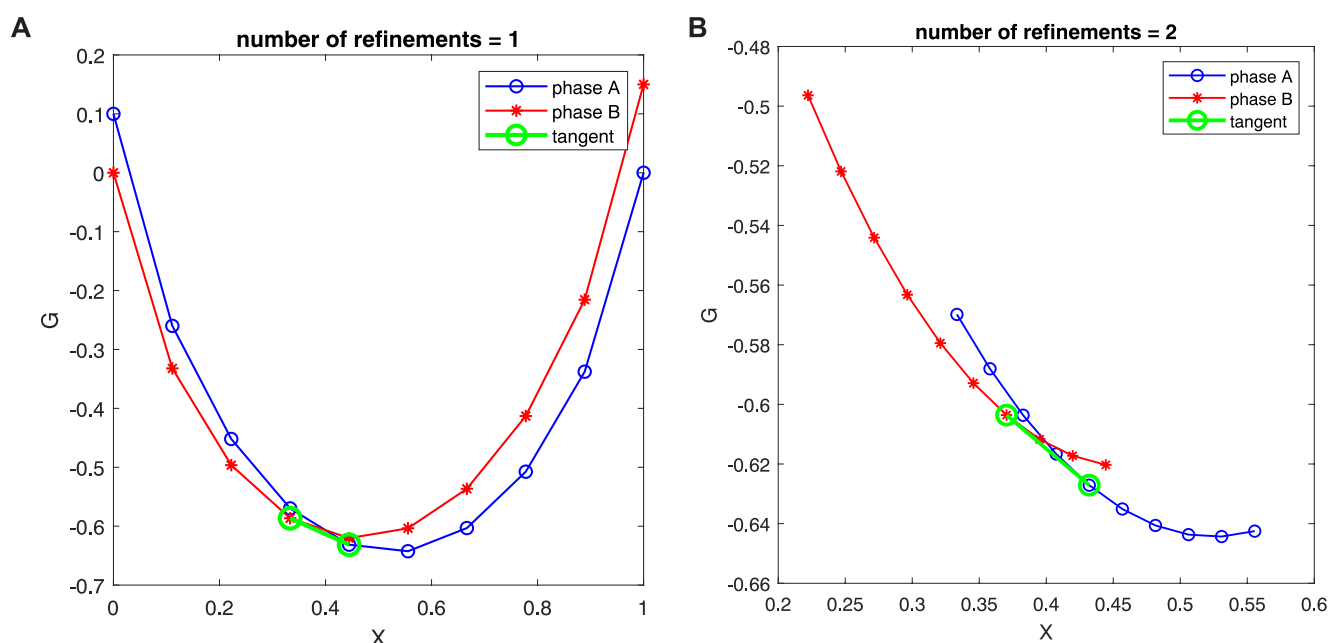 A
number of refinements = 1
0.2
0.1
0
-0.1
-0.2
-0.3
-0.4
-0.5
-0.6
-0.7
G
0
0.2
0.4
0.6
0.8
1
X
phase A
phase B
tangent
B
number of refinements = 2
-0.48
-0.5
-0.52
-0.54
-0.56
-0.58
-0.6
-0.62
-0.64
-0.66
G
0.2
0.25
0.3
0.35
0.4
0.45
0.5
0.55
0.6
X
phase A
phase B
tangent